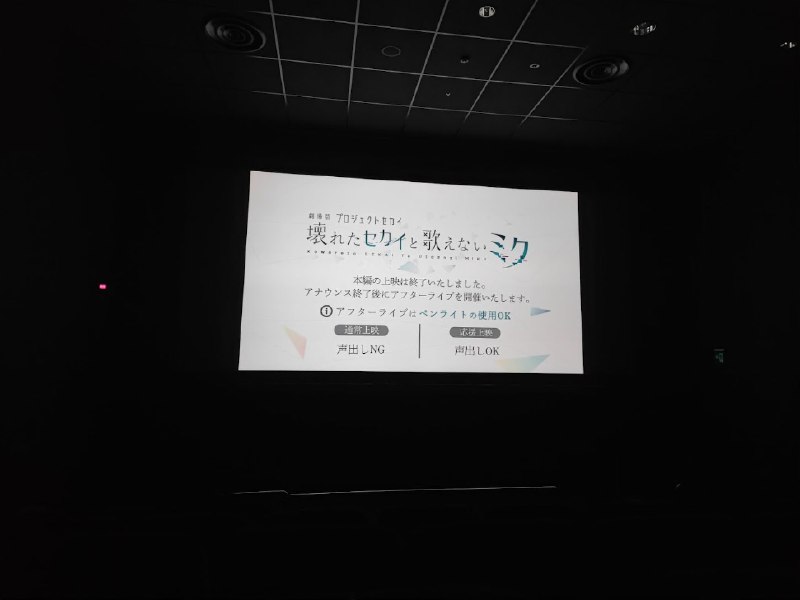 劇場版 プロジェクトセカイ
壊れたセカイと歌えないミク
KOWARETA SEKAI TO UTAENAI MIKU
本編の上映は終了いたしました。
アナウンス終了後にアフターライブを開催いたします。
アフターライブはペンライトの使用OK
通常上映
声出しNG
応援上映
声出しOK